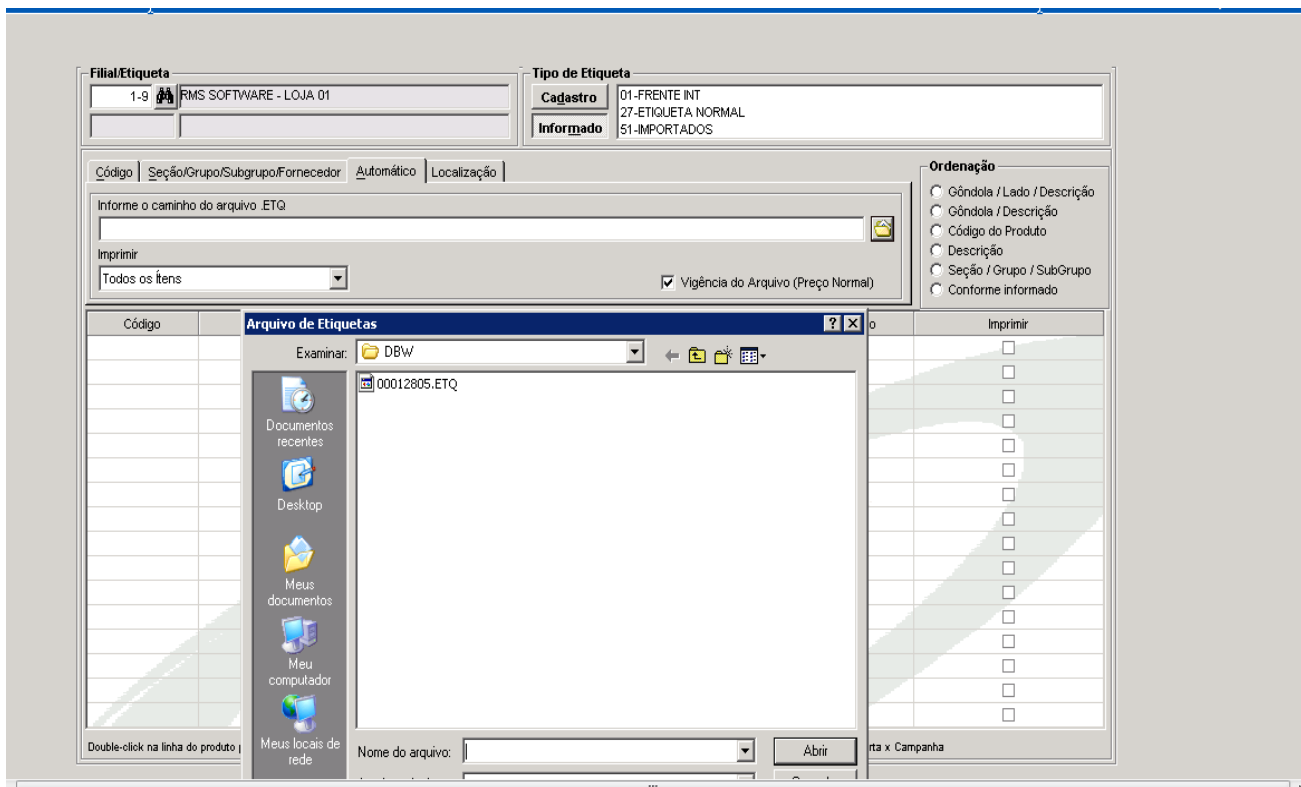 Filial/Etiqueta
1-9 RMS SOFTWARE - LOJA 01
Tipo de Etiqueta
Cadastro
Informado
01-FRENTE INT
27-ETIQUETA NORMAL
51-IMPORTADOS
Código Seção/Grupo/Subgrupo/Fornecedor Automático Localização
Informe o caminho do arquivo .ETQ
Imprimir
Todos os Ítens
Vigência do Arquivo (Preço Normal)
Ordenação
Gôndola / Lado / Descrição
Gôndola / Descrição
Código do Produto
Descrição
Seção / Grupo / SubGrupo
Conforme informado
Código o Imprimir
Arquivo de Etiquetas
Examinar: DBW
00012805.ETQ
Documentos
recentes
Desktop
Meus
documentos
Meu
computador
Meus locais de
rede
Nome do arquivo: Abrir
Double-click na linha do produto rta x Campanha